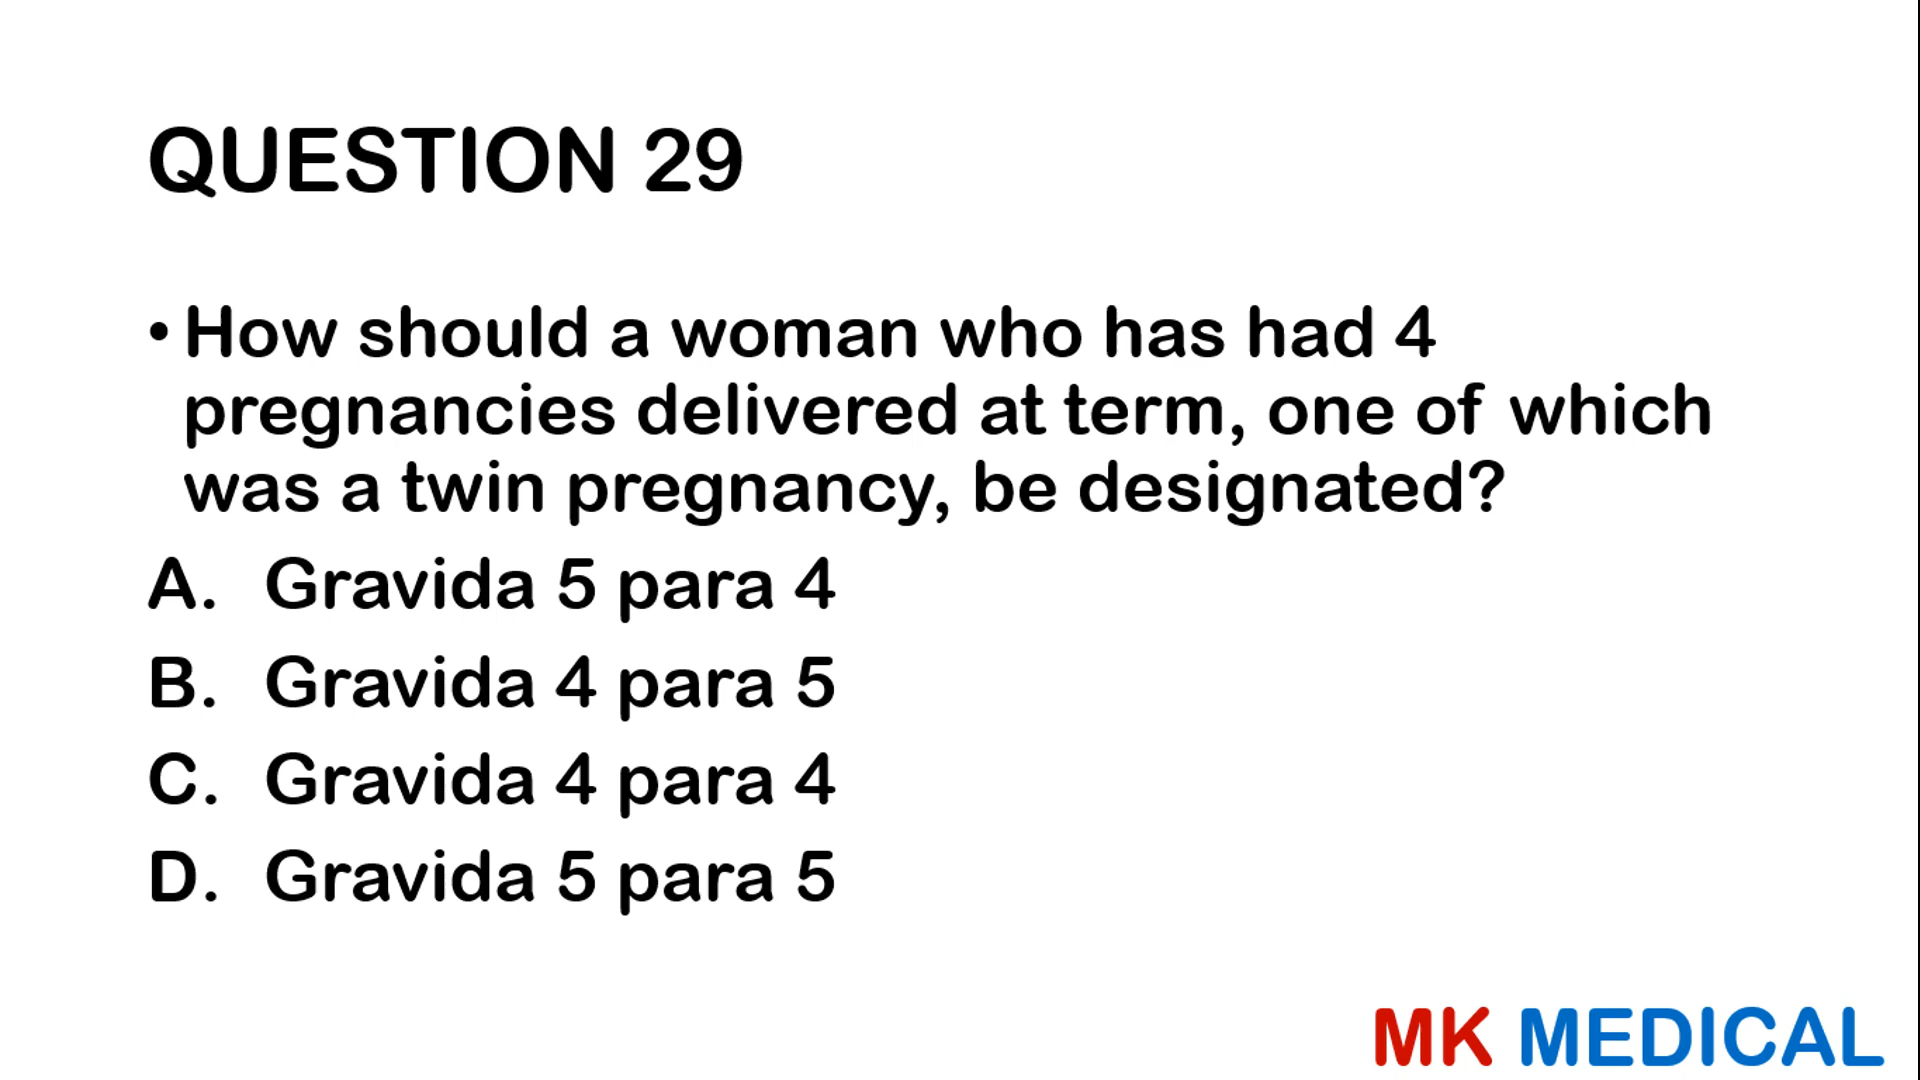 QUESTION 29
• How should a woman who has had 4
pregnancies delivered at term, one of which
was a twin pregnancy, be designated?
A. Gravida 5 para 4
B. Gravida 4 para 5
C. Gravida 4 para 4
D. Gravida 5 para 5
MK MEDICAL